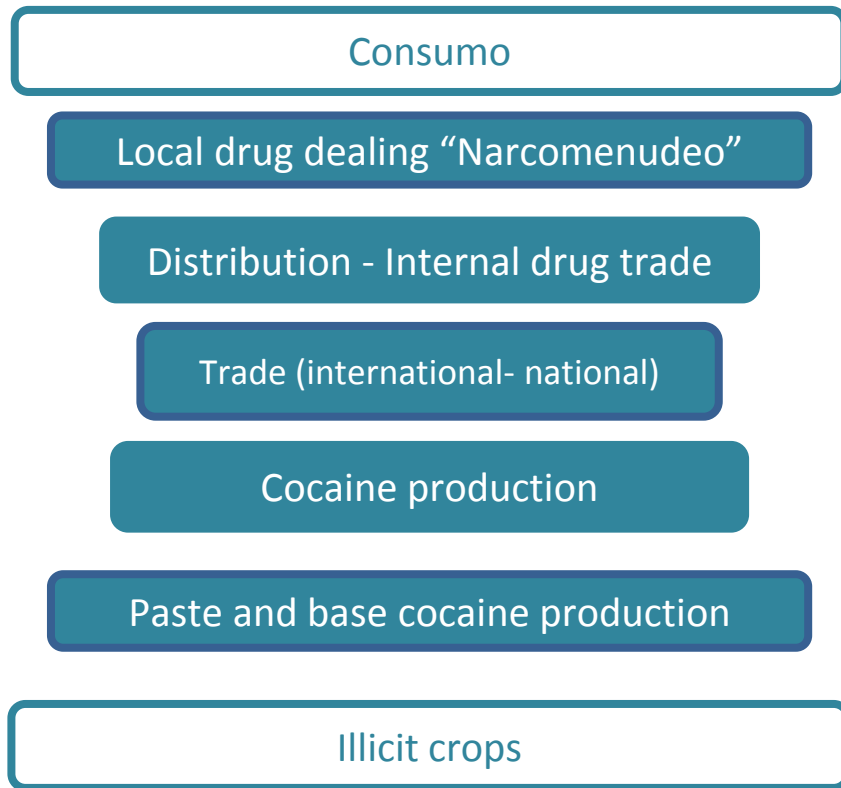 Consumo
Local drug dealing “Narcomenudeo”
Distribution - Internal drug trade
Trade (international- national)
Cocaine production
Paste and base cocaine production
Illicit crops